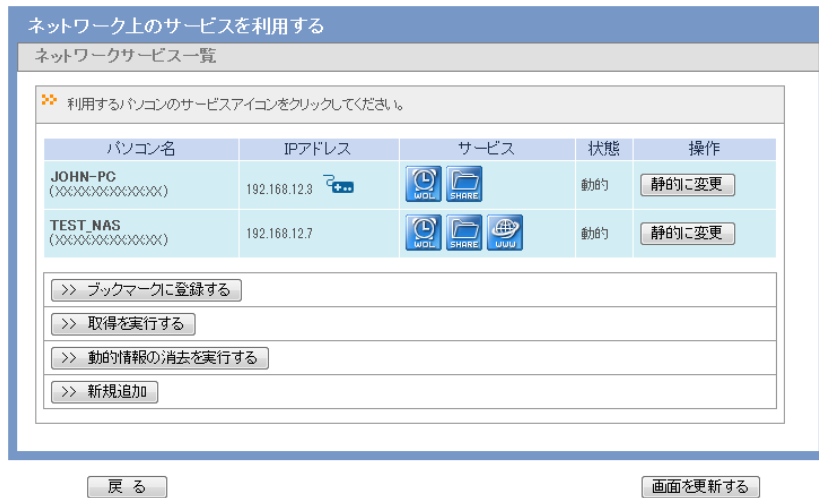 ネットワーク上のサービスを利用する
ネットワークサービス一覧
利用するパソコンのサービスアイコンをクリックしてください。
パソコン名 IPアドレス サービス 状態 操作
JOHN-PC
192.168.12.3 WOL SHARE 動的 静的に変更
(XXXXXXXXXXXX)
TEST_NAS
192.168.12.7 WOL SHARE WWW 動的 静的に変更
(XXXXXXXXXXXX)
>> ブックマークに登録する
>> 取得を実行する
>> 動的情報の消去を実行する
>> 新規追加
戻 る 画面を更新する